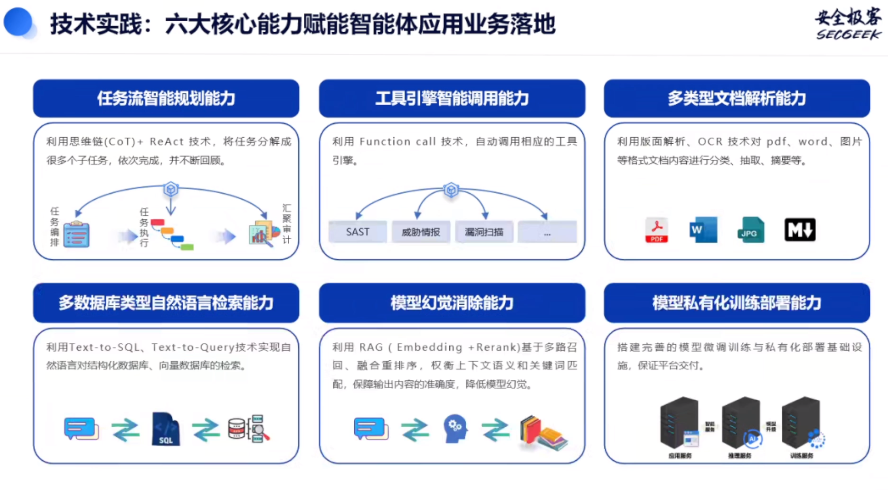 技术实践：六大核心能力赋能智能体应用业务落地
安全极客
SECGEEK
任务流智能规划能力
利用思维链(CoT)+ ReAct 技术，将任务分解成
很多个子任务，依次完成，并不断回顾。
任务编排
任务执行
汇聚审计
工具引擎智能调用能力
利用 Function call 技术，自动调用相应的工具
引擎。
SAST
威胁情报
漏洞扫描
...
多类型文档解析能力
利用版面解析、OCR 技术对 pdf、word、图片
等格式文档内容进行分类、抽取、摘要等。
PDF
W
JPG
M
多数据库类型自然语言检索能力
利用Text-to-SQL、Text-to-Query技术实现自
然语言对结构化数据库、向量数据库的检索。
SQL
模型幻觉消除能力
利用 RAG（ Embedding +Rerank)基于多路召
回、融合重排序，权衡上下文语义和关键词匹
配，保障输出内容的准确度，降低模型幻觉。
模型私有化训练部署能力
搭建完善的模型微调训练与私有化部署基础设
施，保证平台交付。
智能服务
模型升级
AI
应用服务
推理服务
训练服务